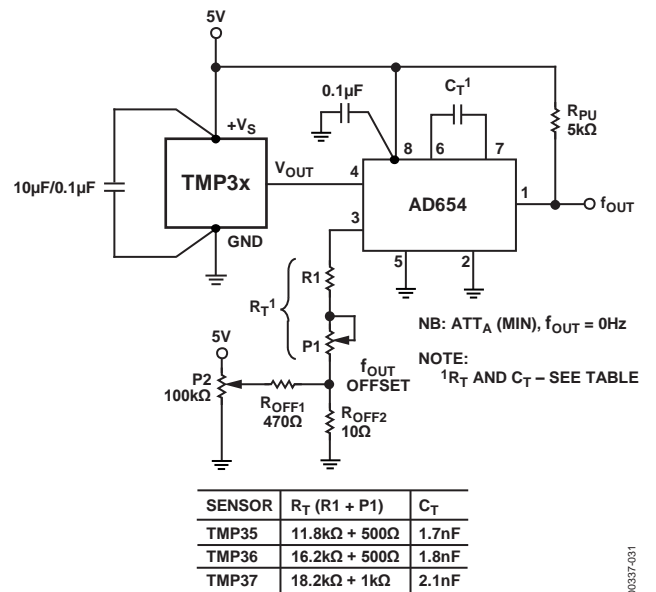 5V
0.1µF
C_T^1
R_PU
5kΩ
+V_S
8
6
7
10µF/0.1µF
TMP3x
V_OUT
4
AD654
1
f_OUT
GND
3
5
2
R1
R_T^1
NB: ATT_A (MIN), f_OUT = 0Hz
P1
5V
f_OUT
OFFSET
NOTE:
^1R_T AND C_T – SEE TABLE
P2
100kΩ
R_OFF1
470Ω
R_OFF2
10Ω
SENSOR R_T (R1 + P1) C_T
TMP35 11.8kΩ + 500Ω 1.7nF
TMP36 16.2kΩ + 500Ω 1.8nF
TMP37 18.2kΩ + 1kΩ 2.1nF
00337-031